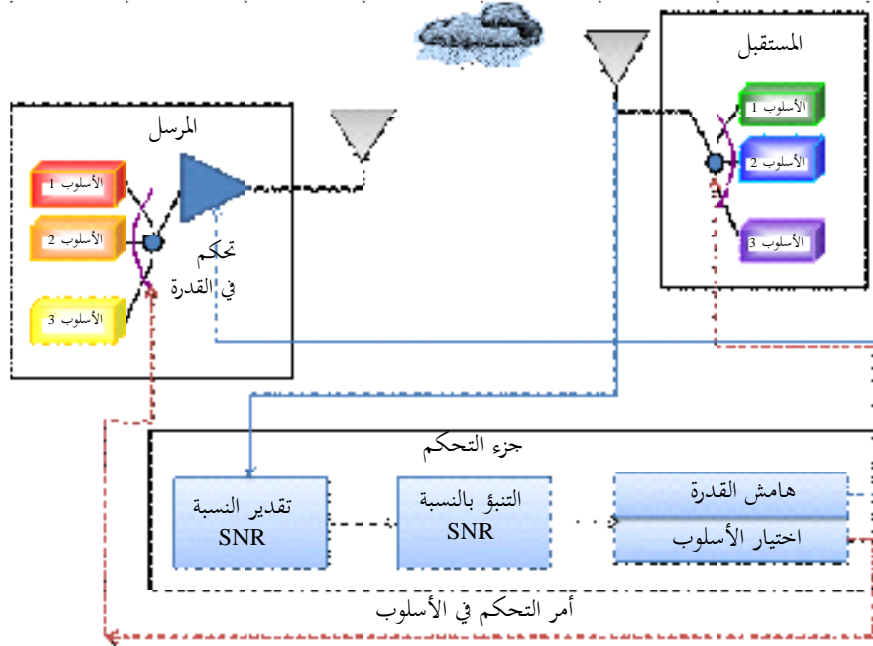 المستقبل
الأسلوب 1
الأسلوب 2
الأسلوب 3
المرسل
الأسلوب 1
الأسلوب 2
الأسلوب 3
تحكم
في القدرة
جزء التحكم
تقدير النسبة
SNR
التنبؤ بالنسبة
SNR
هامش القدرة
اختيار الأسلوب
أمر التحكم في الأسلوب